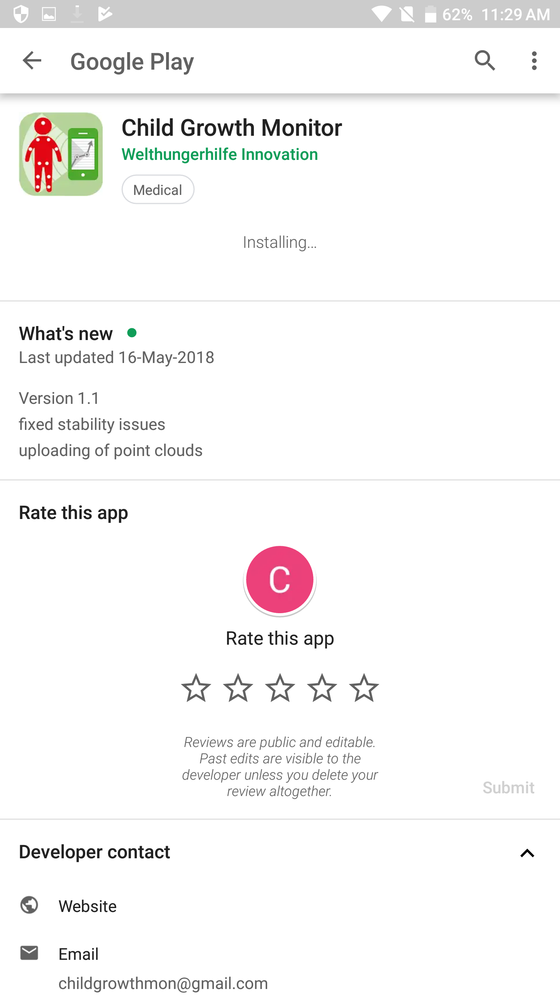 62% 11:29 AM
Google Play
Child Growth Monitor
Welthungerhilfe Innovation
Medical
Installing...
What's new
Last updated 16-May-2018
Version 1.1
fixed stability issues
uploading of point clouds
Rate this app
C
Rate this app
Reviews are public and editable.
Past edits are visible to the
developer unless you delete your
review altogether.
Submit
Developer contact
Website
Email
childgrowthmon@gmail.com